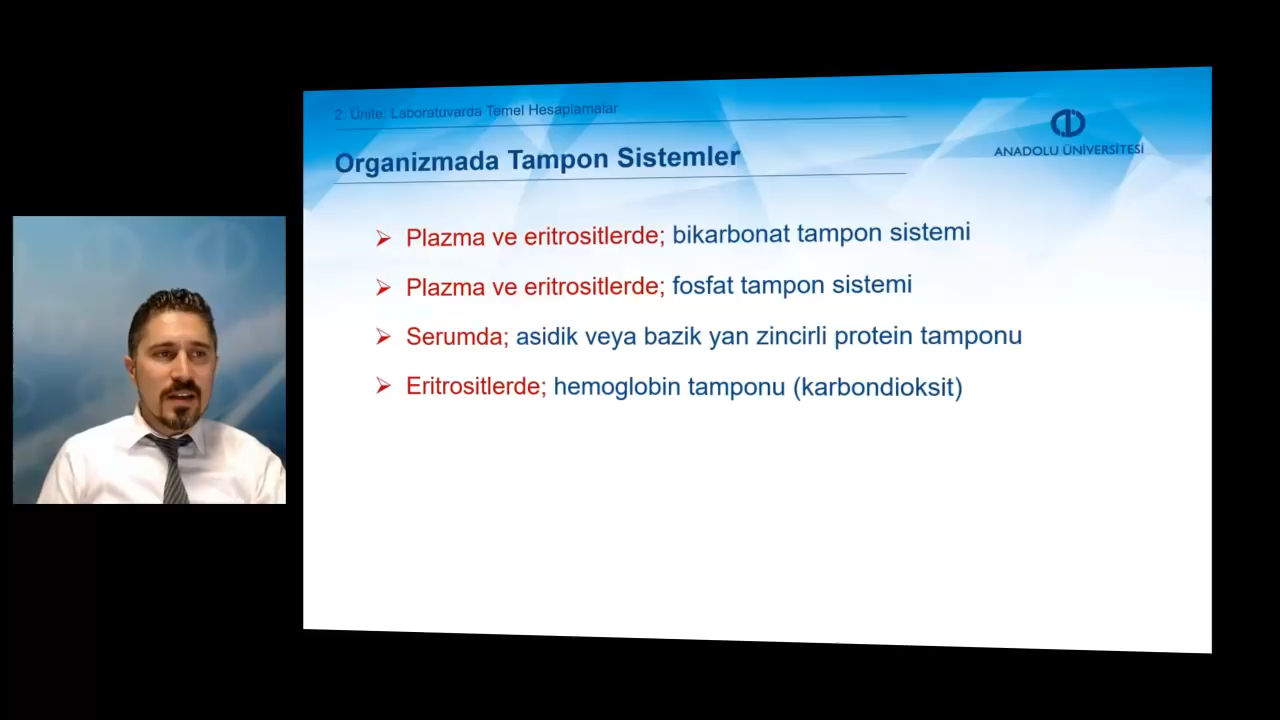 2. Ünite: Laboratuvarda Temel Hesaplamalar
Organizmada Tampon Sistemler
ANADOLU ÜNİVERSİTESİ
Plazma ve eritrositlerde; bikarbonat tampon sistemi
Plazma ve eritrositlerde; fosfat tampon sistemi
Serumda; asidik veya bazik yan zincirli protein tamponu
Eritrositlerde; hemoglobin tamponu (karbondioksit)